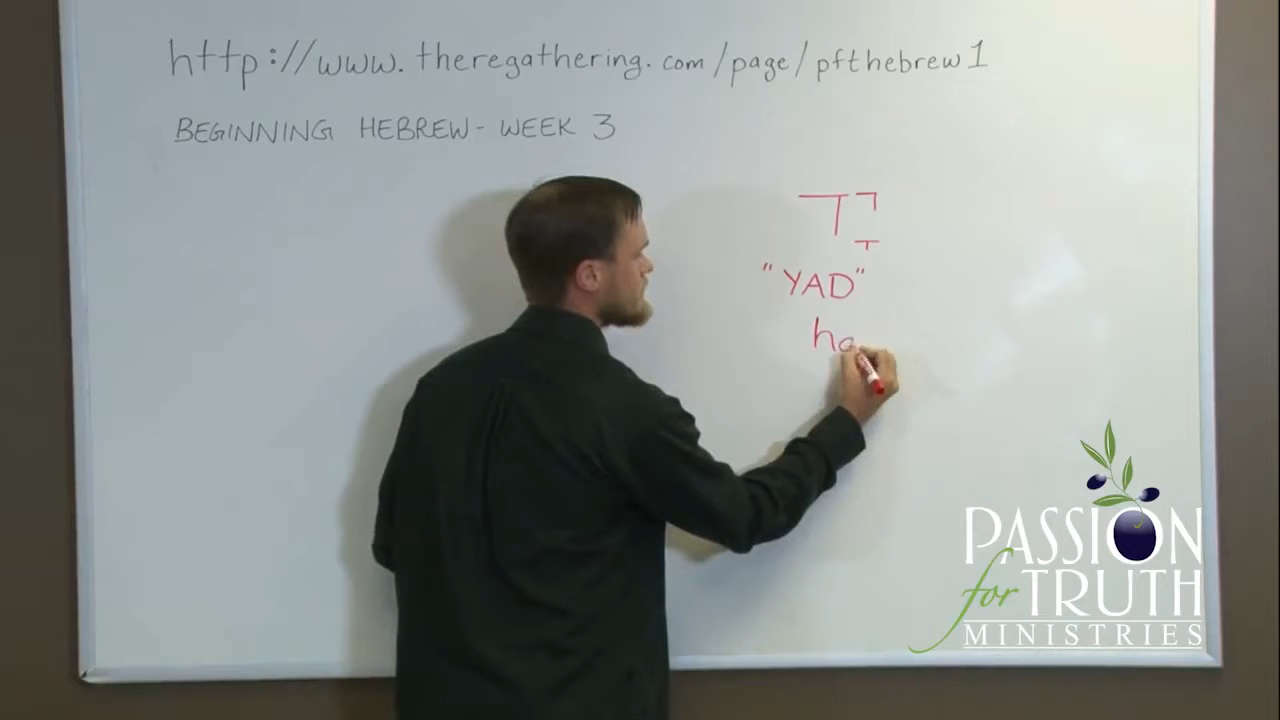 http://www.theregathering.com/page/pfthebrew1
BEGINNING HEBREW - WEEK 3
יָד
"YAD"
ha
PASSION
for TRUTH
MINISTRIES